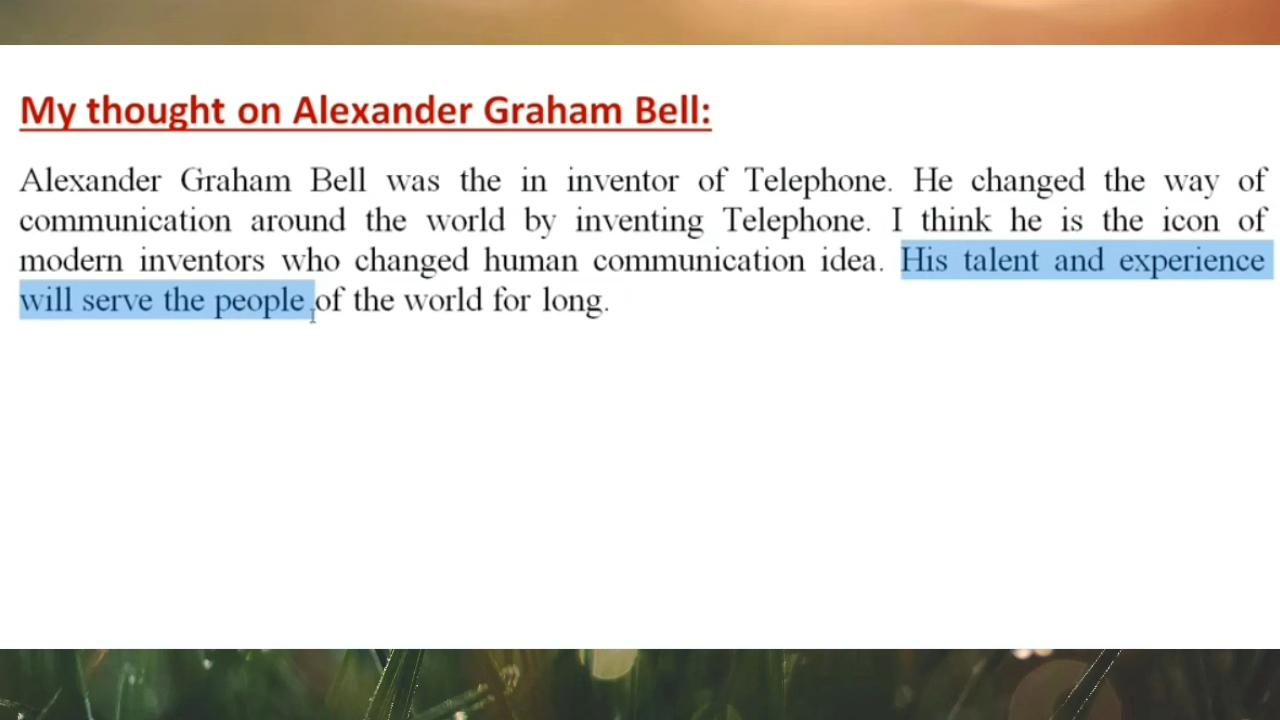 My thought on Alexander Graham Bell:
Alexander Graham Bell was the in inventor of Telephone. He changed the way of
communication around the world by inventing Telephone. I think he is the icon of
modern inventors who changed human communication idea. His talent and experience
will serve the people of the world for long.